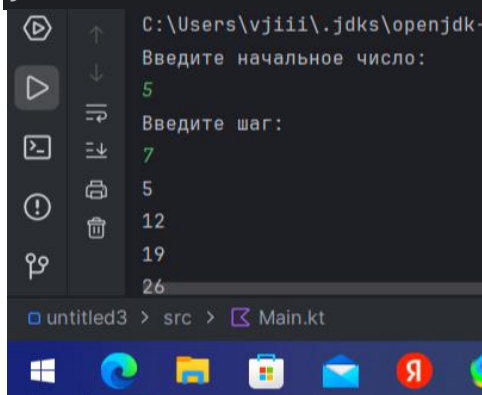 C:\Users\vjiii\.jdks\openjdk-
Введите начальное число:
5
Введите шаг:
7
5
12
19
26
untitled3 > src > Main.kt
Я